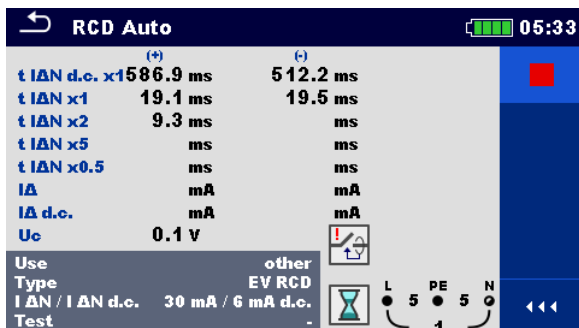 RCD Auto 05:33
(+) (-)
t IΔN d.c. x1 586.9 ms 512.2 ms
t IΔN x1 19.1 ms 19.5 ms
t IΔN x2 9.3 ms ms
t IΔN x5 ms ms
t IΔN x0.5 ms ms
IΔ mA mA
IΔ d.c. mA mA
Uc 0.1 V
!
Use other
Type EV RCD
I ΔN / I ΔN d.c. 30 mA / 6 mA d.c.
Test -
L PE N
5 5
1